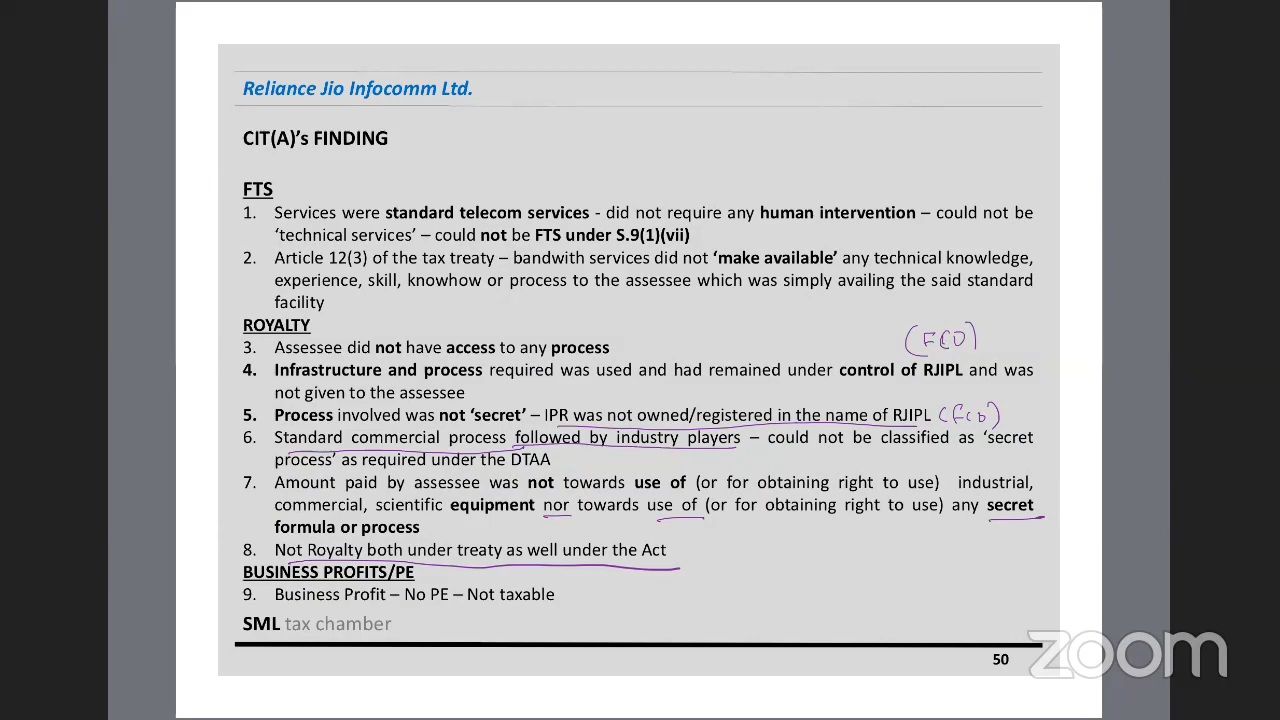 Reliance Jio Infocomm Ltd.
CIT(A)'s FINDING
FTS
1. Services were standard telecom services - did not require any human intervention – could not be
'technical services' – could not be FTS under S.9(1)(vii)
2. Article 12(3) of the tax treaty – bandwith services did not 'make available' any technical knowledge,
experience, skill, knowhow or process to the assessee which was simply availing the said standard
facility
ROYALTY
3. Assessee did not have access to any process
4. Infrastructure and process required was used and had remained under control of RJIPL and was
not given to the assessee
5. Process involved was not 'secret' – IPR was not owned/registered in the name of RJIPL
6. Standard commercial process followed by industry players – could not be classified as 'secret
process' as required under the DTAA
7. Amount paid by assessee was not towards use of (or for obtaining right to use) industrial,
commercial, scientific equipment nor towards use of (or for obtaining right to use) any secret
formula or process
8. Not Royalty both under treaty as well under the Act
BUSINESS PROFITS/PE
9. Business Profit – No PE – Not taxable
SML tax chamber
50
zoom